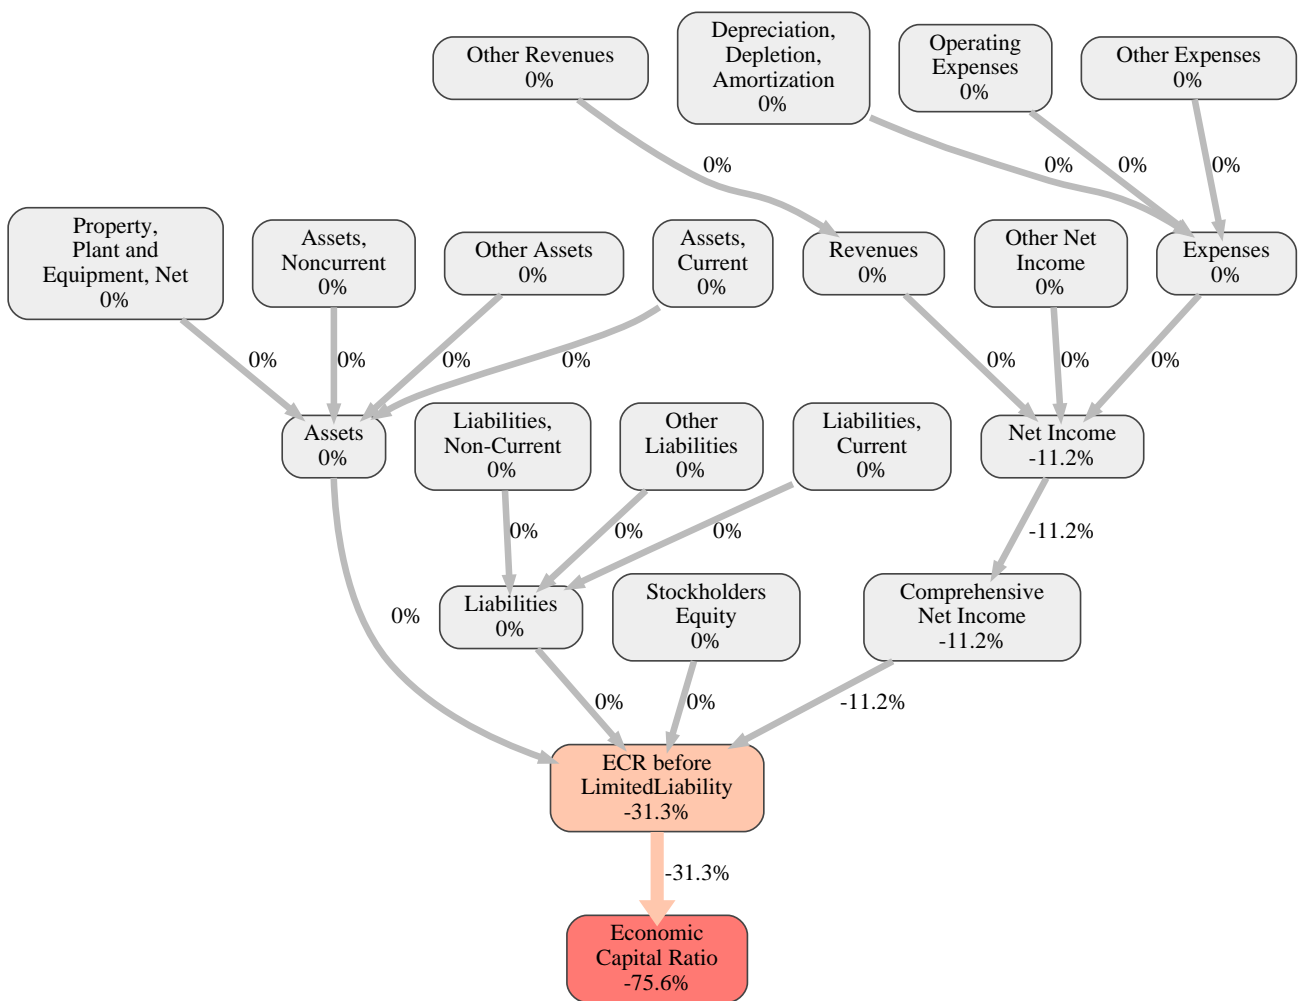 Other Revenues
0%
Depreciation,
Depletion,
Amortization
0%
Operating
Expenses
0%
Other Expenses
0%
0%
0%
0%
0%
Property,
Plant and
Equipment, Net
0%
Assets,
Noncurrent
0%
Other Assets
0%
Assets,
Current
0%
Revenues
0%
Other Net
Income
0%
Expenses
0%
0%
0%
0%
0%
0%
0%
0%
Assets
0%
Liabilities,
Non-Current
0%
Other
Liabilities
0%
Liabilities,
Current
0%
Net Income
-11.2%
0%
0%
0%
-11.2%
Liabilities
0%
Stockholders
Equity
0%
Comprehensive
Net Income
-11.2%
0%
0%
0%
-11.2%
ECR before
LimitedLiability
-31.3%
-31.3%
Economic
Capital Ratio
-75.6%